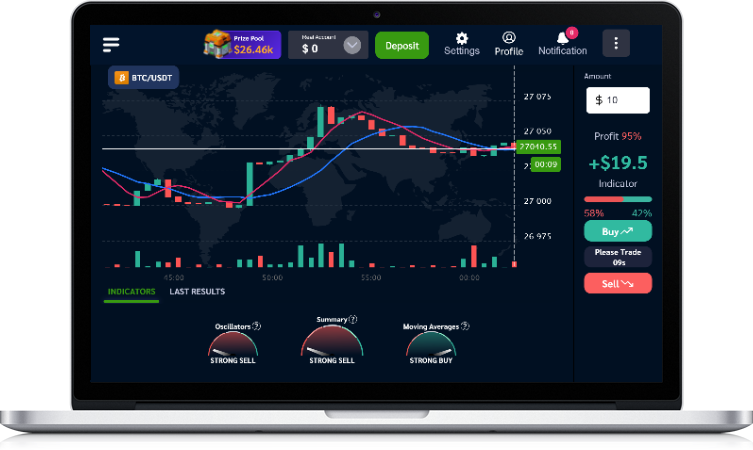 Prize Pool
$26.46k
Real Account
$ 0
Deposit
Settings
Profile
0
Notification
BTC/USDT
27 075
27 050
27040.55
00:09
27 000
26 975
45:00
50:00
55:00
00:00
INDICATORS
LAST RESULTS
Oscillators ?
STRONG SELL
Summary ?
STRONG SELL
Moving Averages ?
STRONG BUY
Amount
$ 10
Profit 95%
+$19.5
Indicator
58%
42%
Buy
Please Trade
09s
Sell